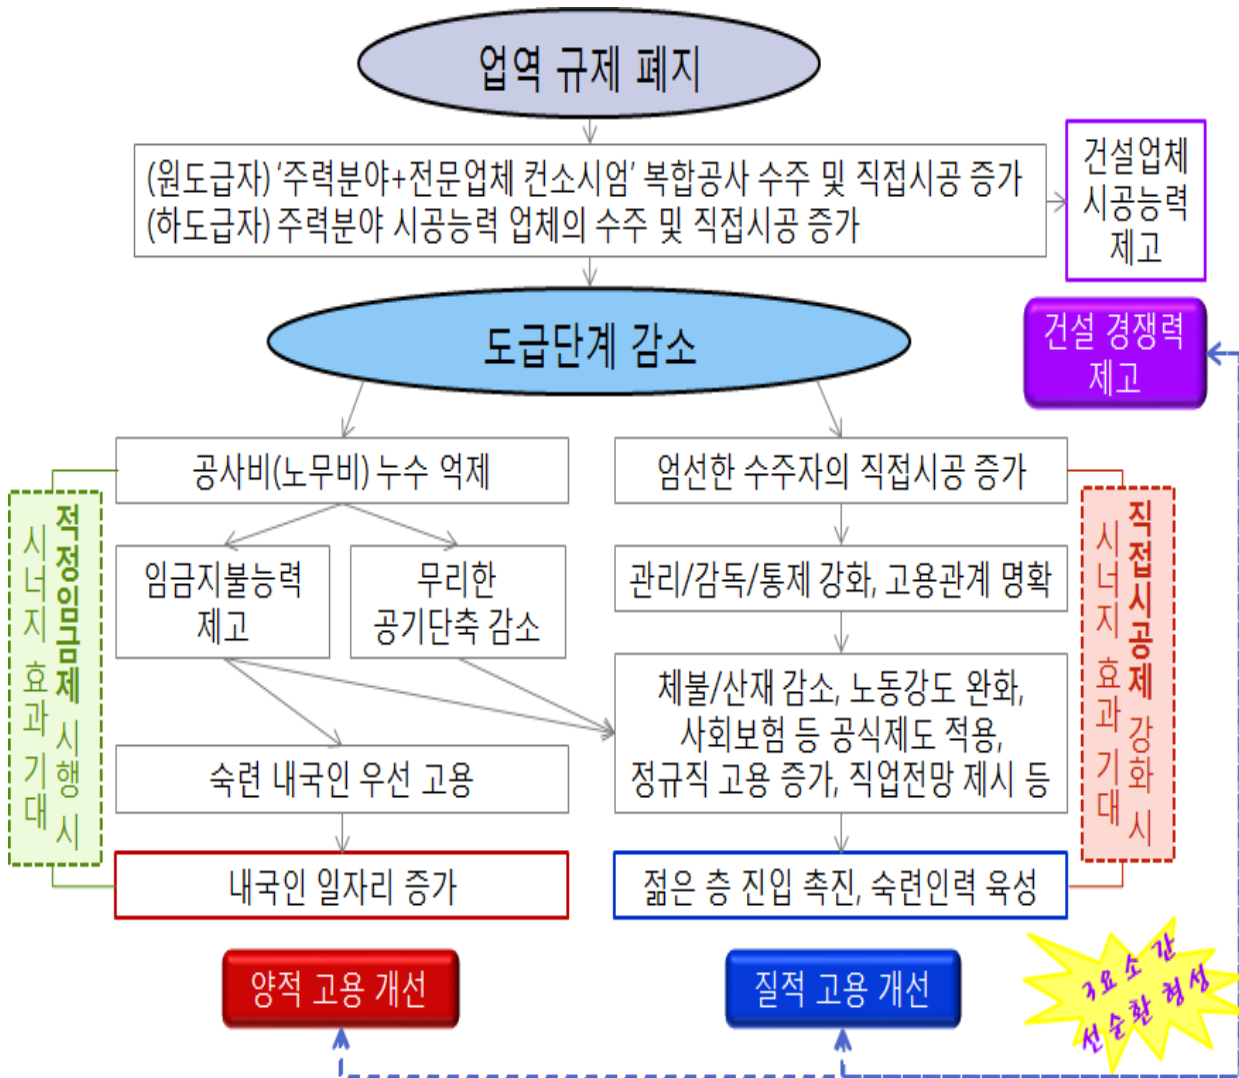 업역 규제 폐지
(원도급자) ‘주력분야+전문업체 컨소시엄’ 복합공사 수주 및 직접시공 증가
(하도급자) 주력분야 시공능력 업체의 수주 및 직접시공 증가
건설업체
시공능력
제고
도급단계 감소
건설 경쟁력
제고
공사비(노무비) 누수 억제
엄선한 수주자의 직접시공 증가
적정임금제 시행 시
시너지 효과 기대
임금지불능력
제고
무리한
공기단축 감소
관리/감독/통제 강화, 고용관계 명확
직접시공제 강화 시
시너지 효과 기대
체불/산재 감소, 노동강도 완화,
사회보험 등 공식제도 적용,
정규직 고용 증가, 직업전망 제시 등
숙련 내국인 우선 고용
내국인 일자리 증가
젊은 층 진입 촉진, 숙련인력 육성
양적 고용 개선
질적 고용 개선
3요소 간
선순환 형성